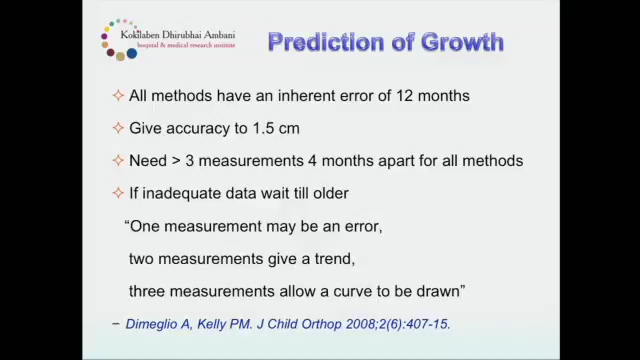 Kokilaben Dhirubhai Ambani
hospital & medical research institute
Prediction of Growth
All methods have an inherent error of 12 months
Give accuracy to 1.5 cm
Need > 3 measurements 4 months apart for all methods
If inadequate data wait till older
“One measurement may be an error,
two measurements give a trend,
three measurements allow a curve to be drawn”
– Dimeglio A, Kelly PM. J Child Orthop 2008;2(6):407-15.